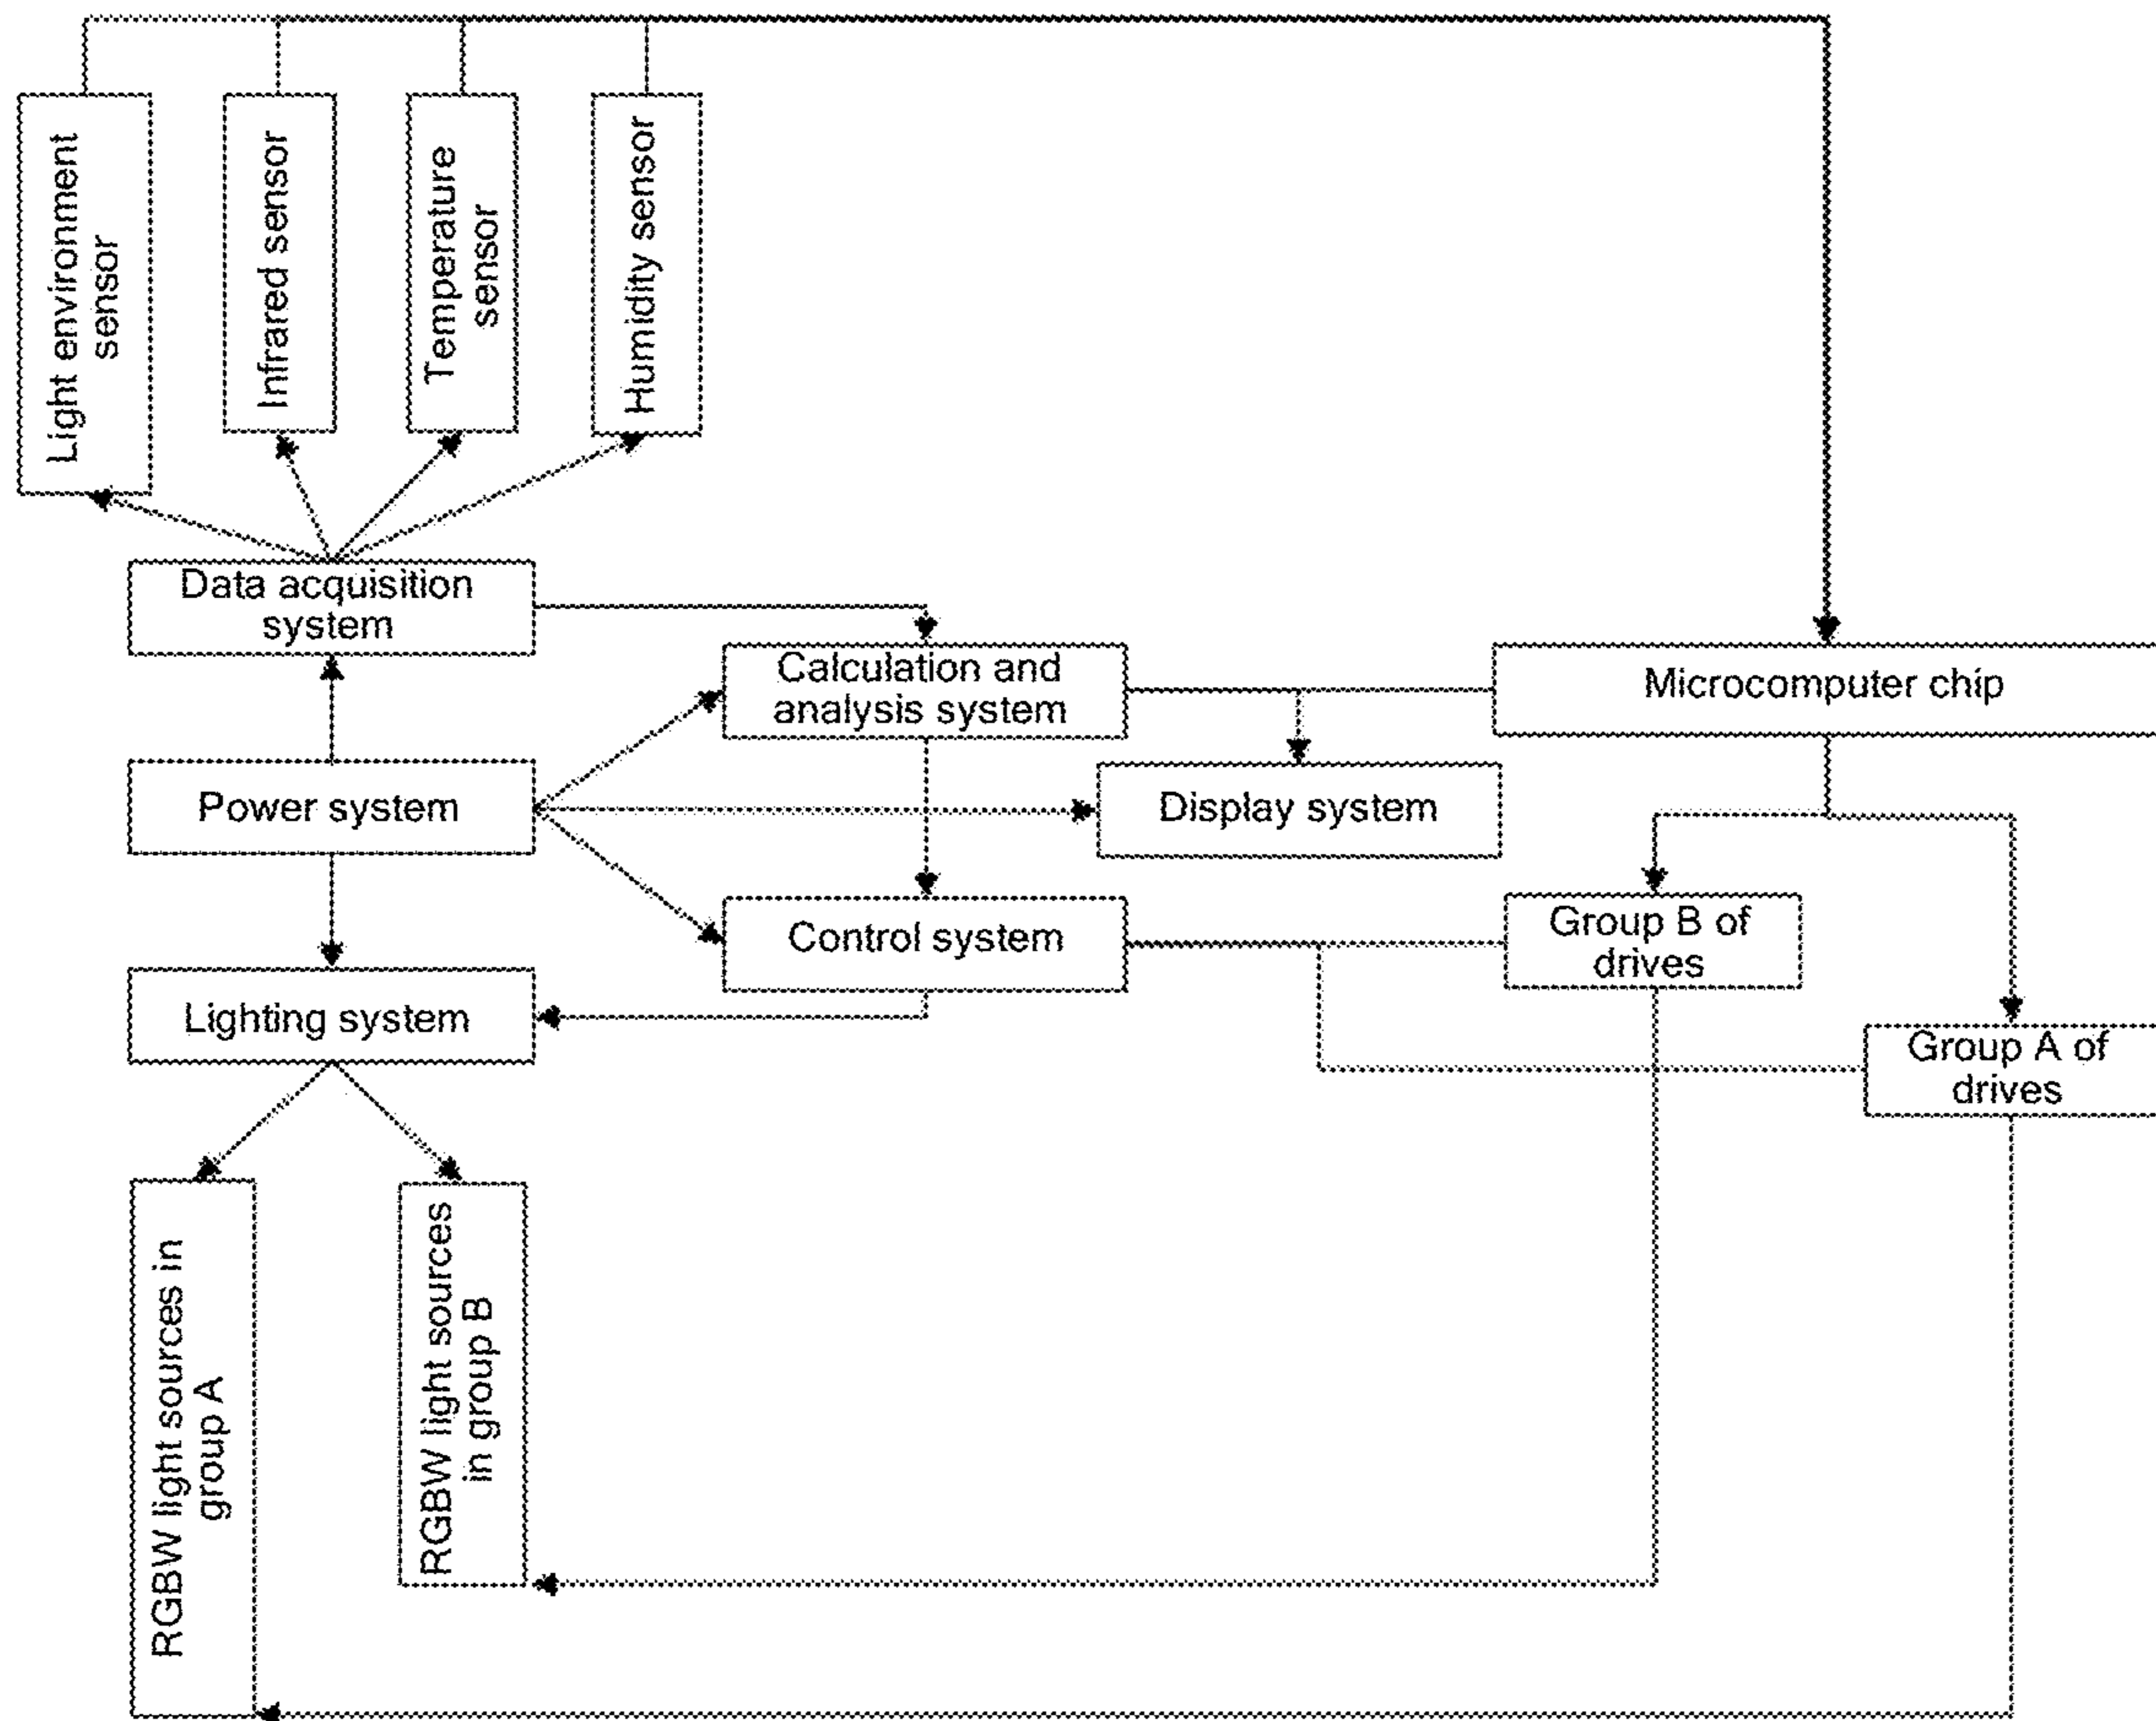 Light environment
sensor
Infrared sensor
Temperature
sensor
Humidity sensor
Data acquisition
system
Calculation and
analysis system
Microcomputer chip
Power system
Display system
Control system
Group B of
drives
Lighting system
Group A of
drives
RGBW light sources in
group A
RGBW light sources
in group B